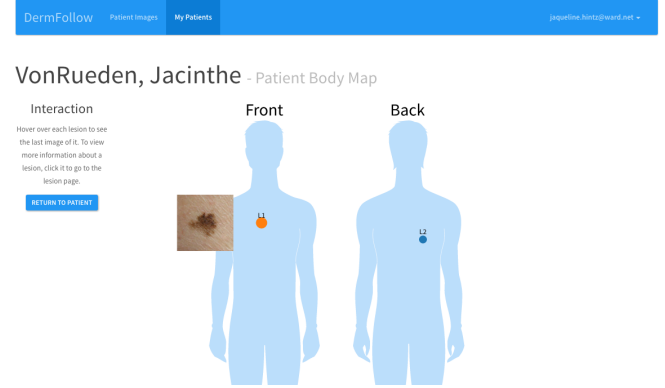 DermFollow Patient Images My Patients jaqueline.hintz@ward.net
VonRueden, Jacinthe - Patient Body Map
Interaction
Hover over each lesion to see
the last image of it. To view
more information about a
lesion, click it to go to the
lesion page.
RETURN TO PATIENT
Front
L1
Back
L2